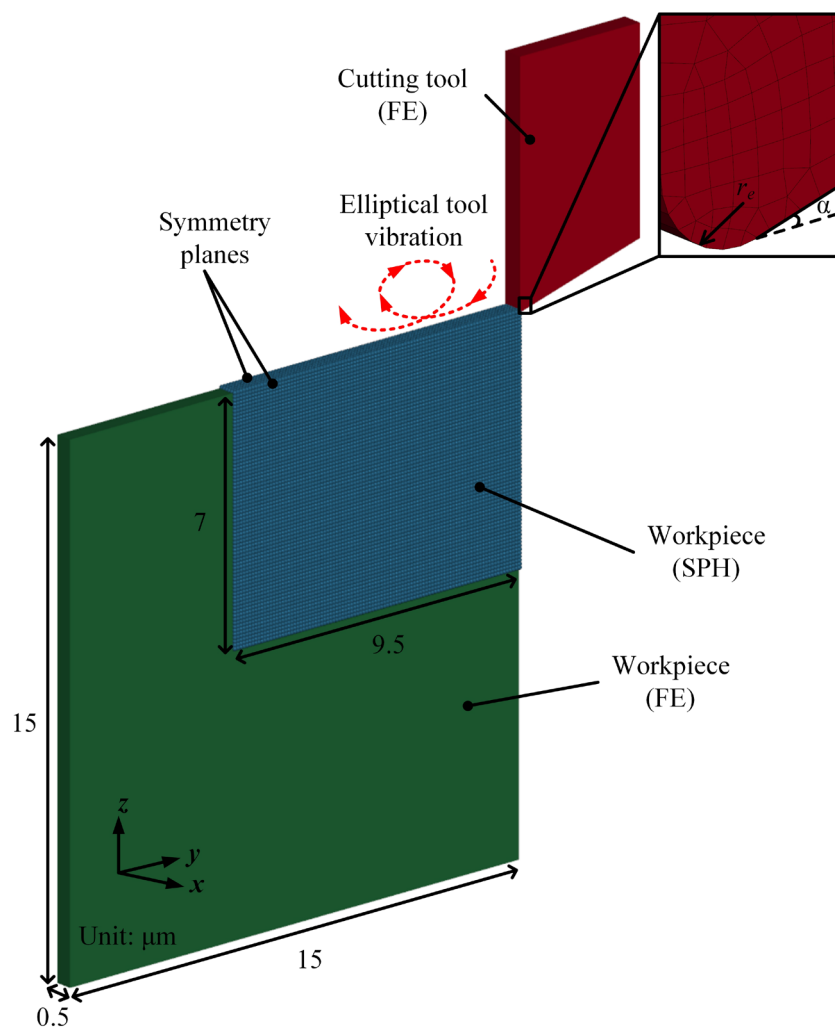 Cutting tool
(FE)
r_e
α
Elliptical tool
vibration
Symmetry
planes
7
Workpiece
(SPH)
9.5
Workpiece
(FE)
15
z
y
x
Unit: μm
15
0.5